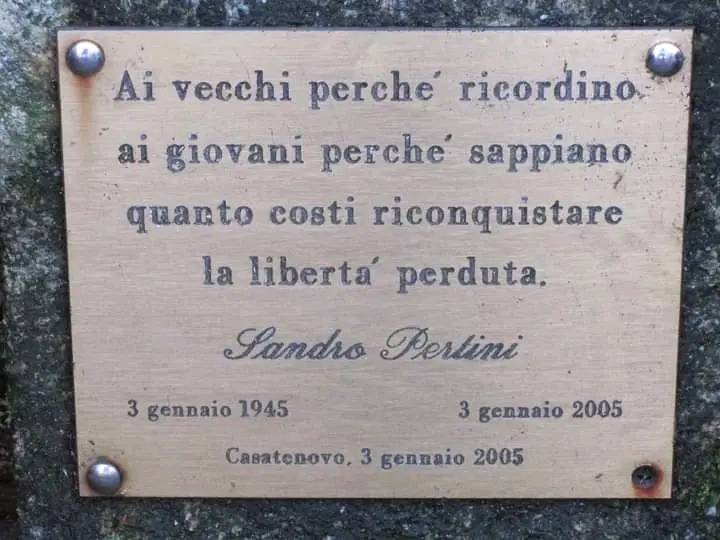 Ai vecchi perche´ ricordino
ai giovani perche´ sappiano
quanto costi riconquistare
la liberta´ perduta.
Sandro Pertini
3 gennaio 1945 3 gennaio 2005
Casatenovo, 3 gennaio 2005